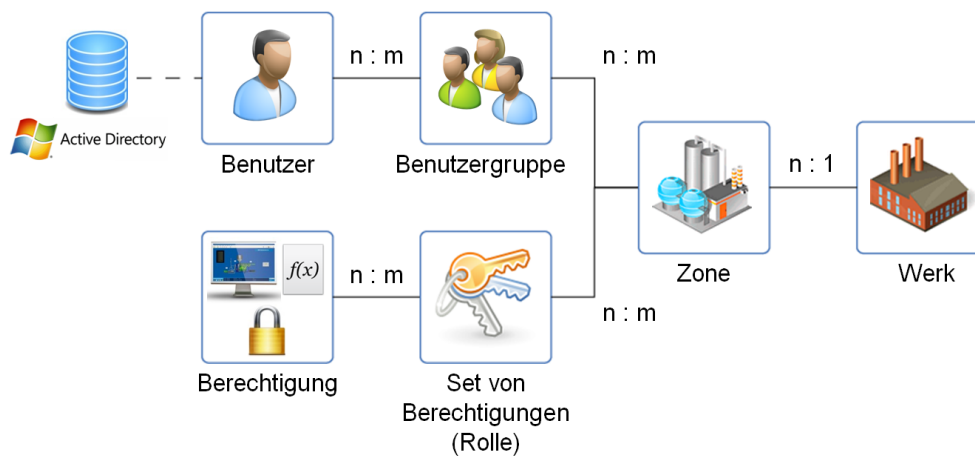 n : m
n : m
Active Directory
Benutzer
Benutzergruppe
n : 1
f(x)
n : m
Zone
Werk
n : m
Berechtigung
Set von
Berechtigungen
(Rolle)